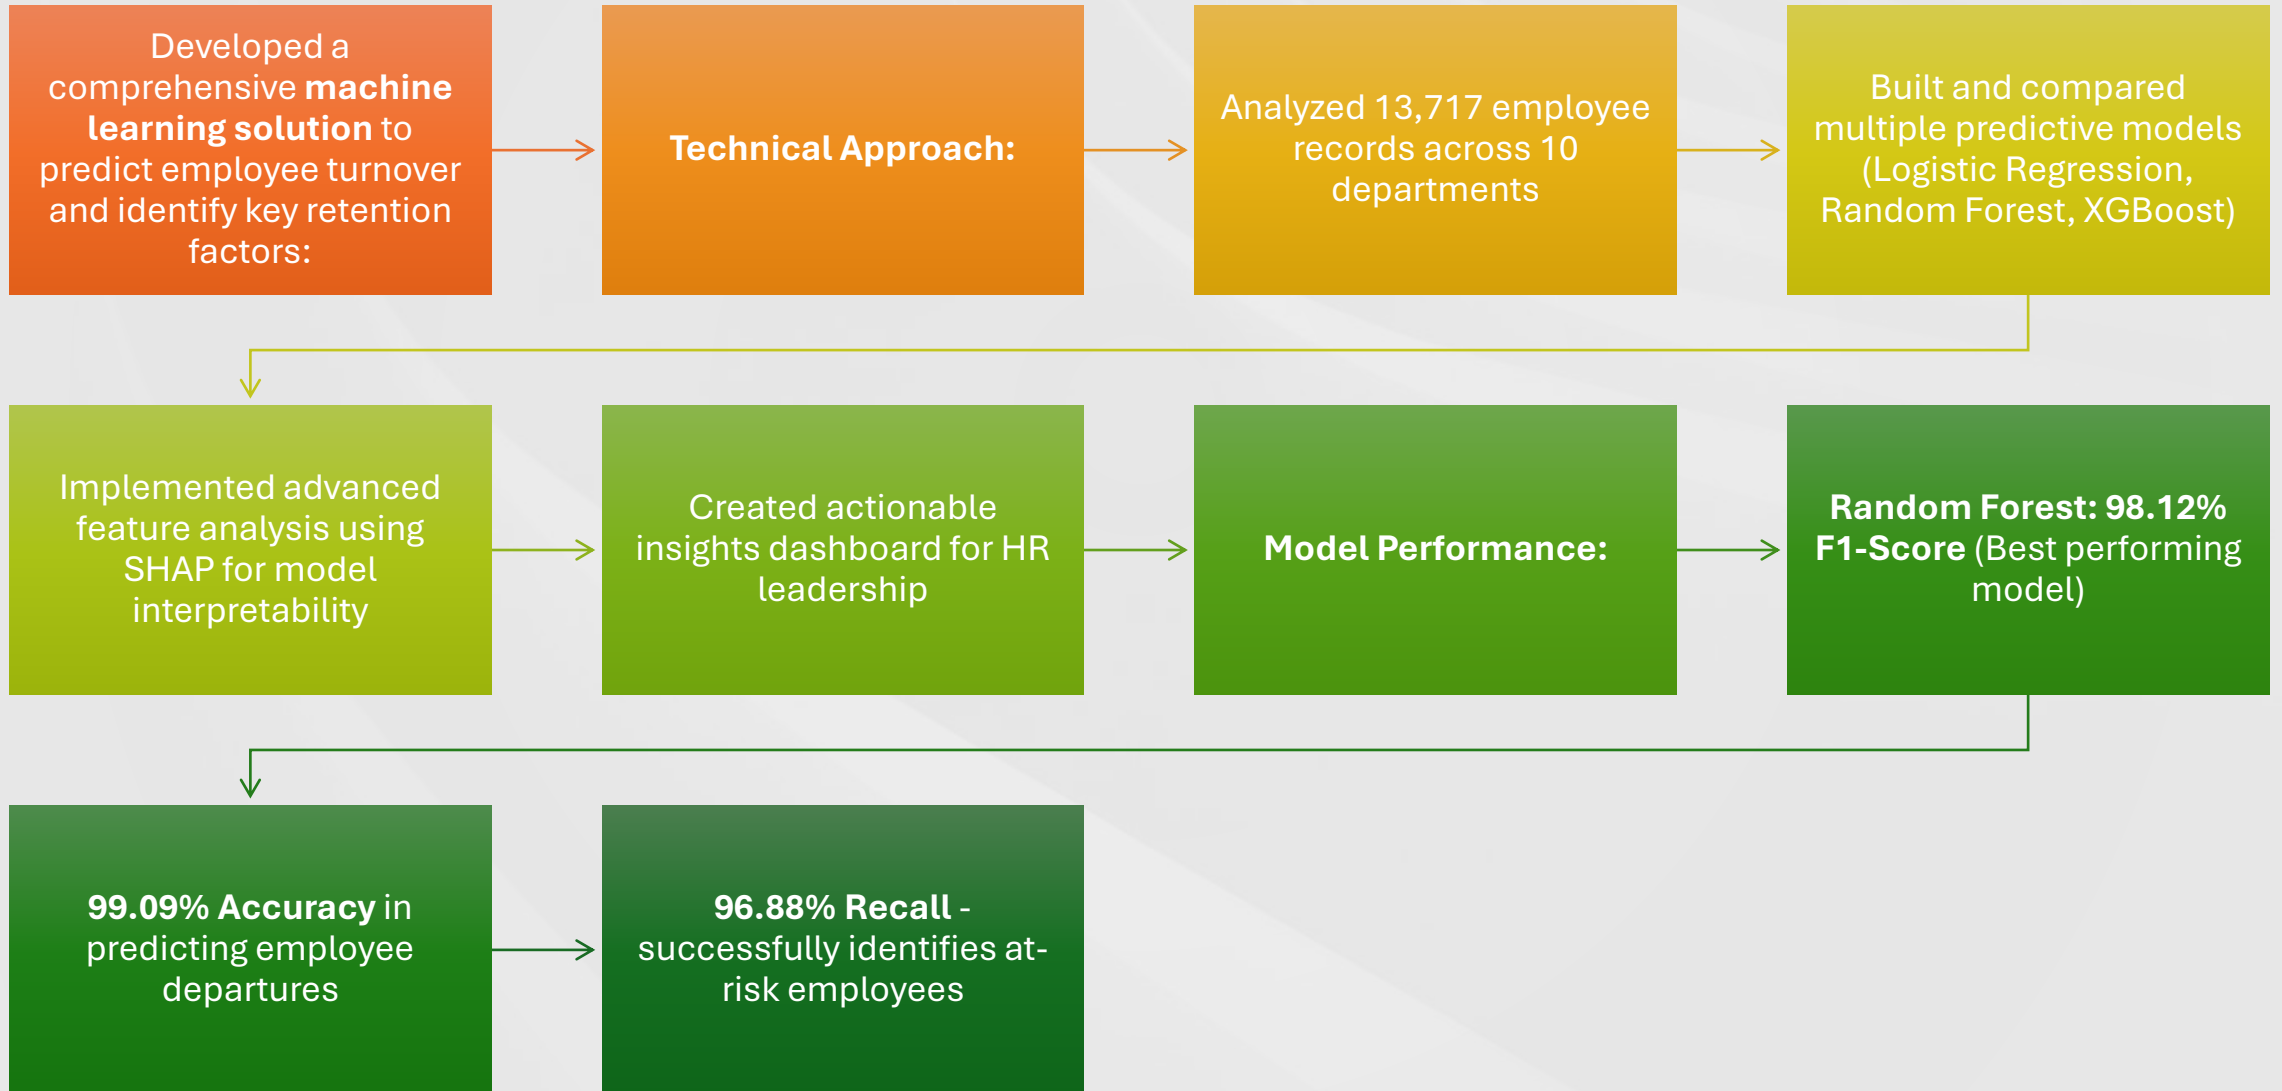 Developed a
comprehensive machine
learning solution to
predict employee turnover
and identify key retention
factors:
Technical Approach:
Analyzed 13,717 employee
records across 10
departments
Built and compared
multiple predictive models
(Logistic Regression,
Random Forest, XGBoost)
Implemented advanced
feature analysis using
SHAP for model
interpretability
Created actionable
insights dashboard for HR
leadership
Model Performance:
Random Forest: 98.12%
F1-Score (Best performing
model)
99.09% Accuracy in
predicting employee
departures
96.88% Recall -
successfully identifies at-
risk employees